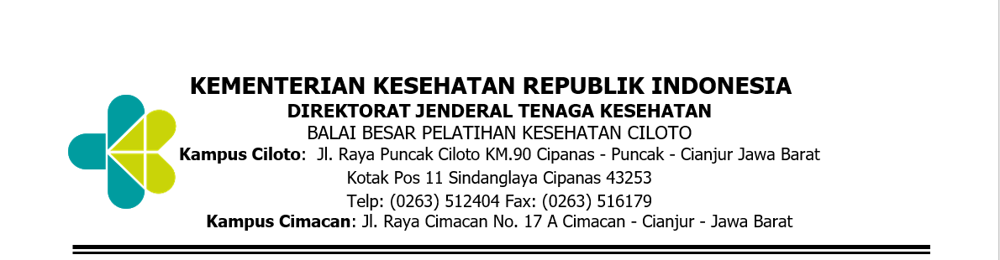 KEMENTERIAN KESEHATAN REPUBLIK INDONESIA
DIREKTORAT JENDERAL TENAGA KESEHATAN
BALAI BESAR PELATIHAN KESEHATAN CILOTO
Kampus Ciloto:  Jl. Raya Puncak Ciloto KM.90 Cipanas - Puncak - Cianjur Jawa Barat
Kotak Pos 11 Sindanglaya Cipanas 43253
Telp: (0263) 512404 Fax: (0263) 516179
Kampus Cimacan: Jl. Raya Cimacan No. 17 A Cimacan - Cianjur - Jawa Barat